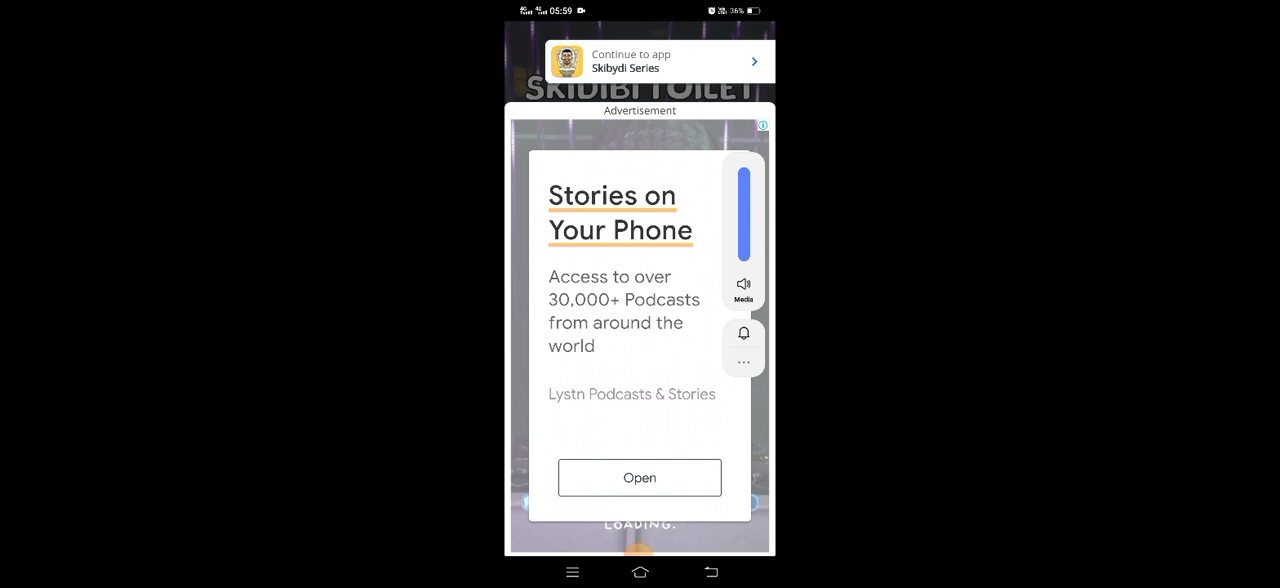 05:59
36%
Continue to app
Skibydi Series
SKIDIBI TOILET
Advertisement
Stories on
Your Phone
Access to over
30,000+ Podcasts
from around the
world
Media
Lystn Podcasts & Stories
Open
LOADING.